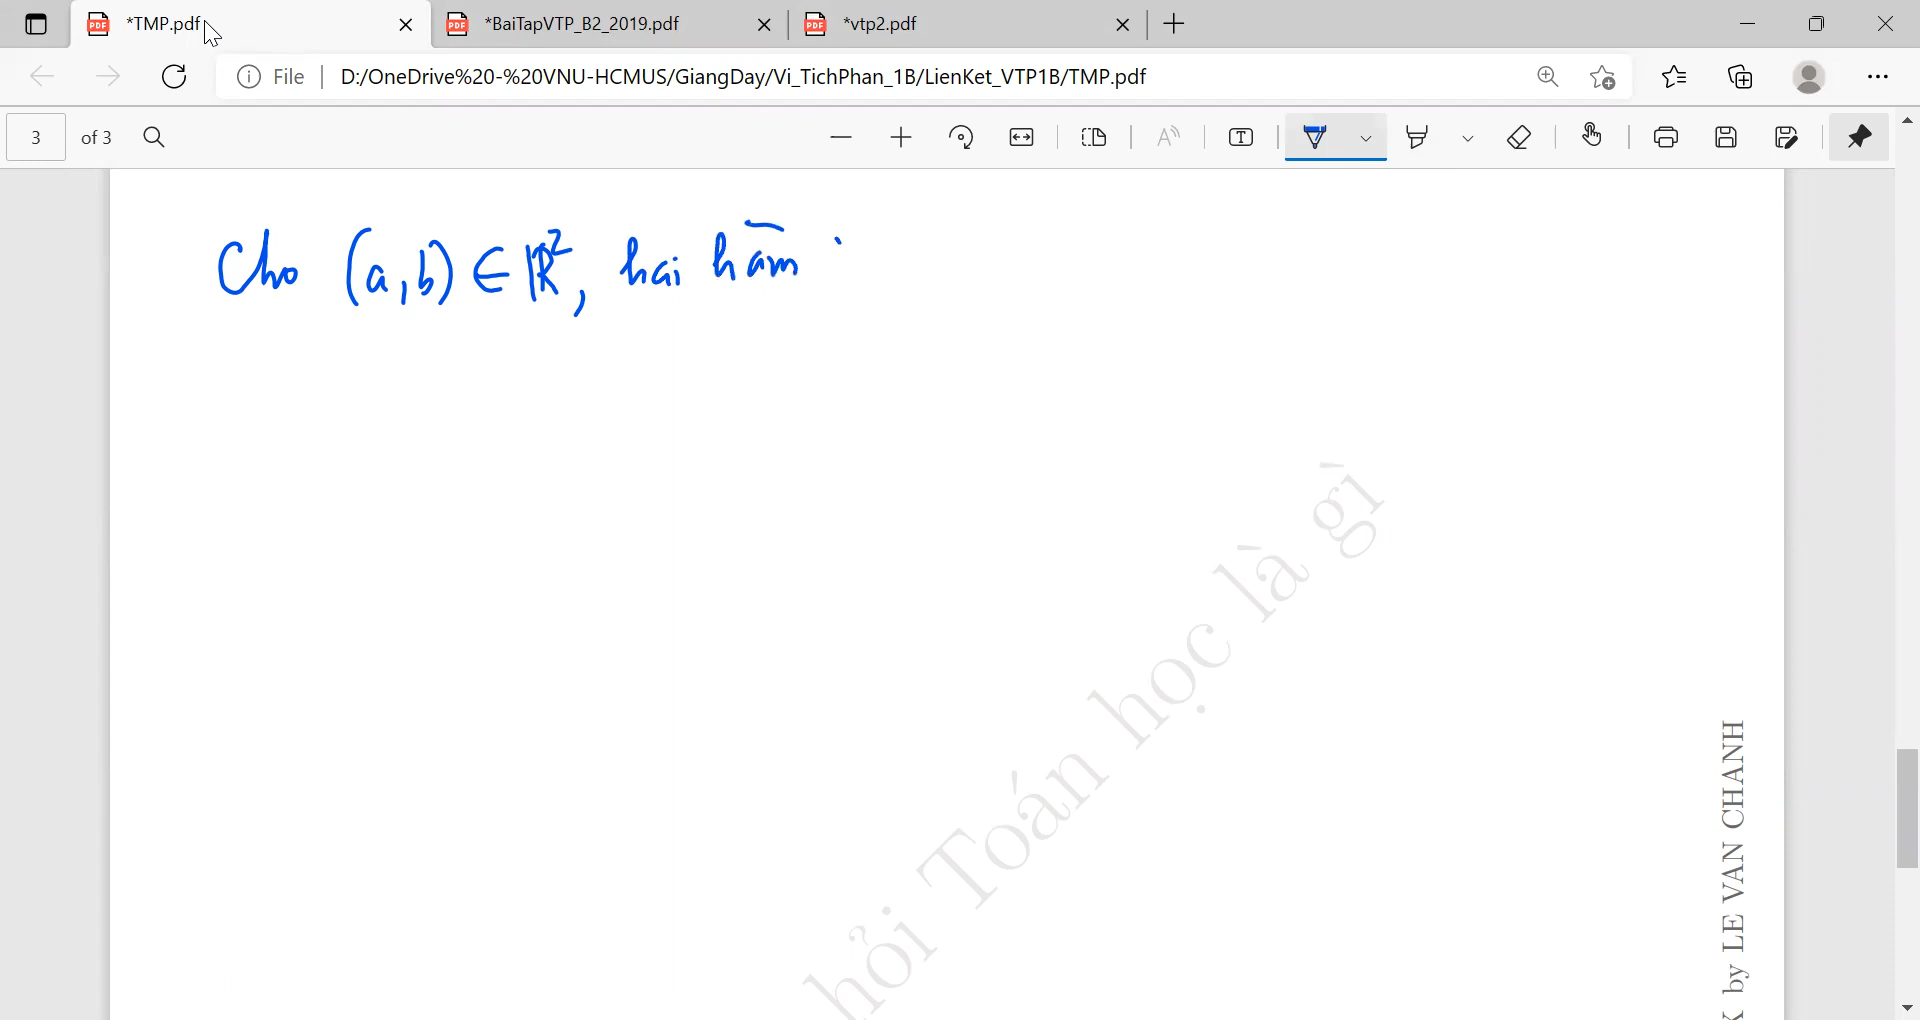 *TMP.pdf
*BaiTapVTP_B2_2019.pdf
*vtp2.pdf
File
D:/OneDrive%20-%20VNU-HCMUS/GiangDay/Vi_TichPhan_1B/LienKet_VTP1B/TMP.pdf
3 of 3
Cho (a,b) ∈ ℝ², hai hàm
hỏi Toán học là gì
X by LE VAN CHANH